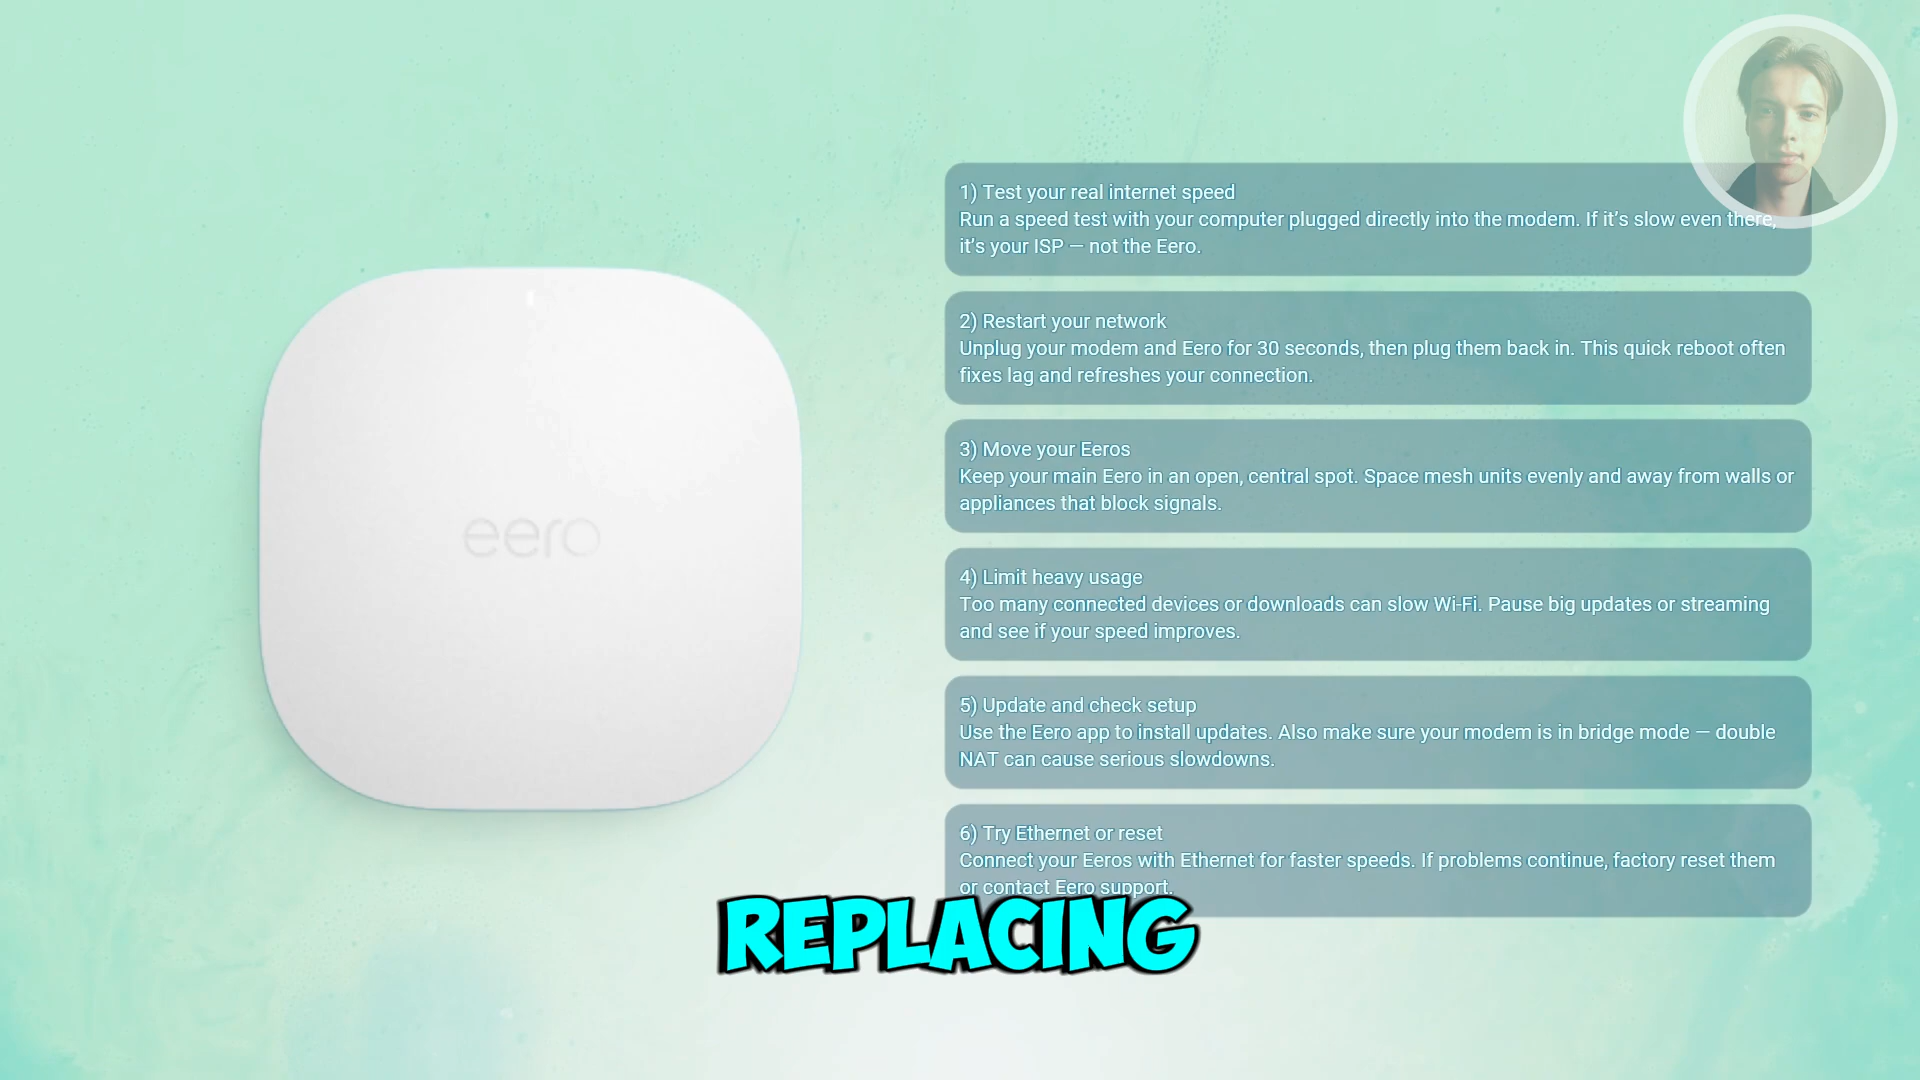 eero
1) Test your real internet speed
Run a speed test with your computer plugged directly into the modem. If it’s slow even there,
it’s your ISP — not the Eero.
2) Restart your network
Unplug your modem and Eero for 30 seconds, then plug them back in. This quick reboot often
fixes lag and refreshes your connection.
3) Move your Eeros
Keep your main Eero in an open, central spot. Space mesh units evenly and away from walls or
appliances that block signals.
4) Limit heavy usage
Too many connected devices or downloads can slow Wi-Fi. Pause big updates or streaming
and see if your speed improves.
5) Update and check setup
Use the Eero app to install updates. Also make sure your modem is in bridge mode — double
NAT can cause serious slowdowns.
6) Try Ethernet or reset
Connect your Eeros with Ethernet for faster speeds. If problems continue, factory reset them
or contact Eero support.
REPLACING